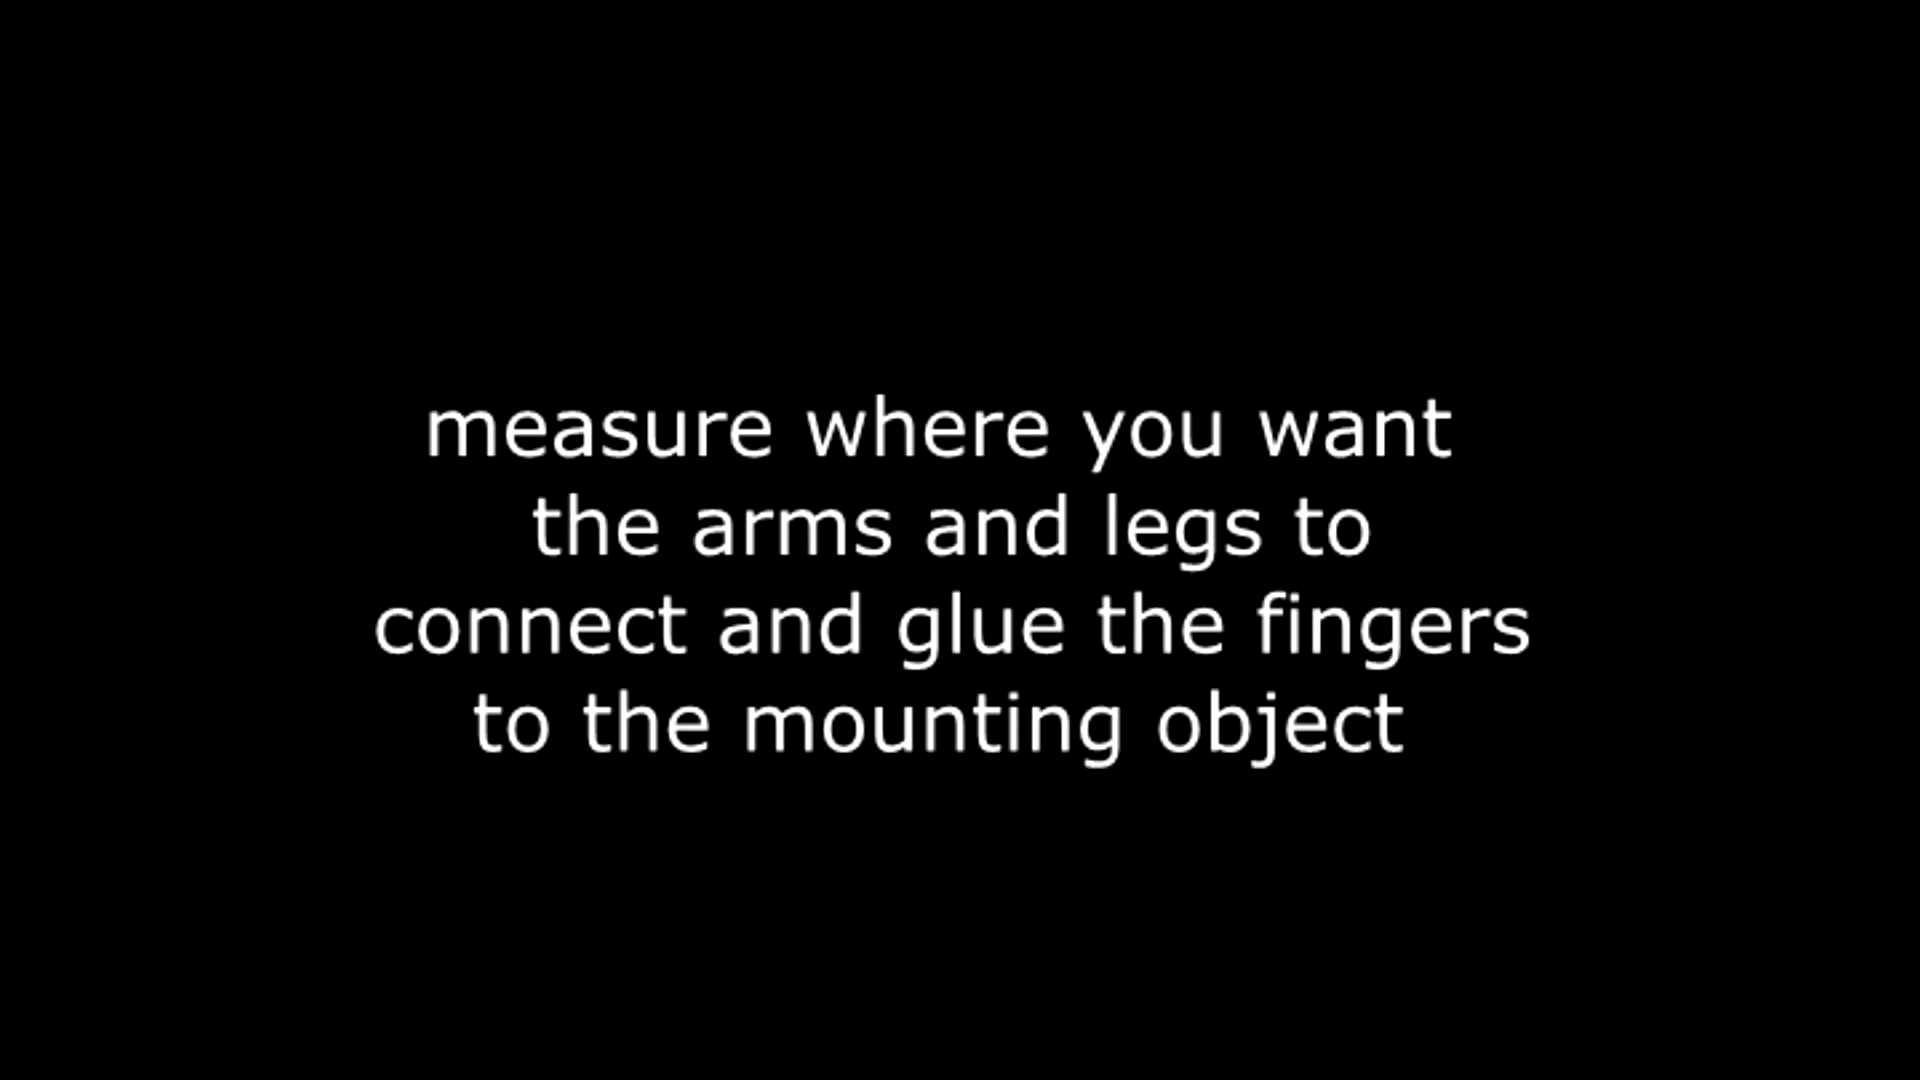 measure where you want
the arms and legs to
connect and glue the fingers
to the mounting object